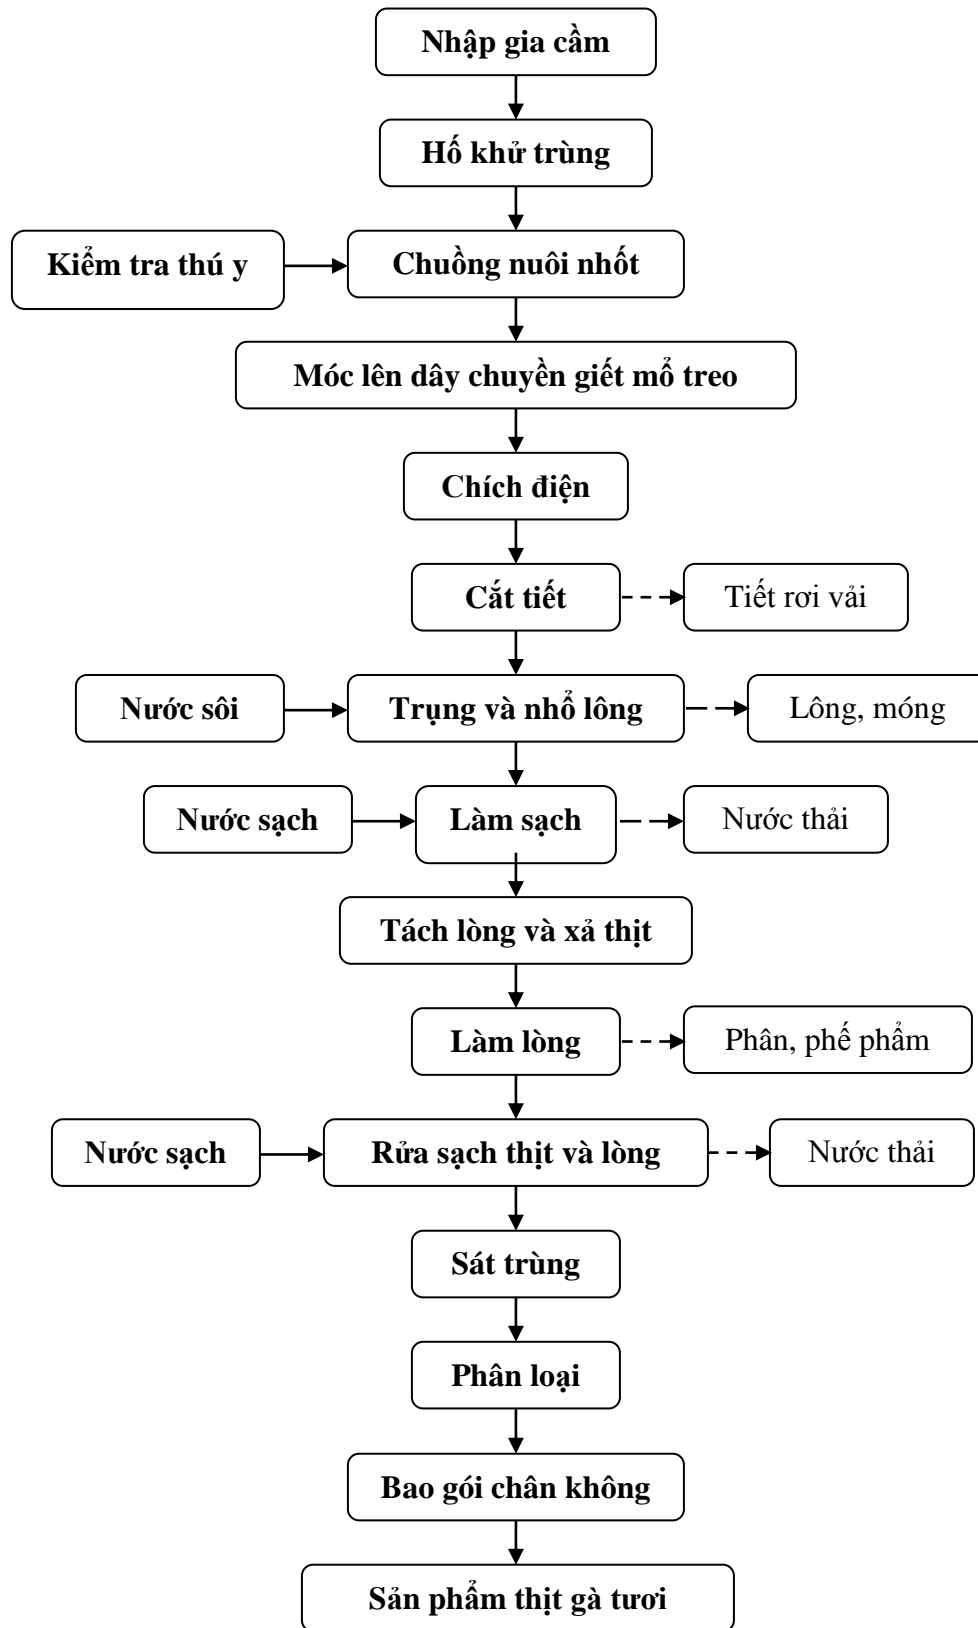 Nhập gia cầm
Hố khử trùng
Kiểm tra thú y
Chuồng nuôi nhốt
Móc lên dây chuyền giết mổ treo
Chích điện
Cắt tiết
Tiết rơi vải
Nước sôi
Trụng và nhổ lông
Lông, móng
Nước sạch
Làm sạch
Nước thải
Tách lòng và xả thịt
Làm lòng
Phân, phế phẩm
Nước sạch
Rửa sạch thịt và lòng
Nước thải
Sát trùng
Phân loại
Bao gói chân không
Sản phẩm thịt gà tươi